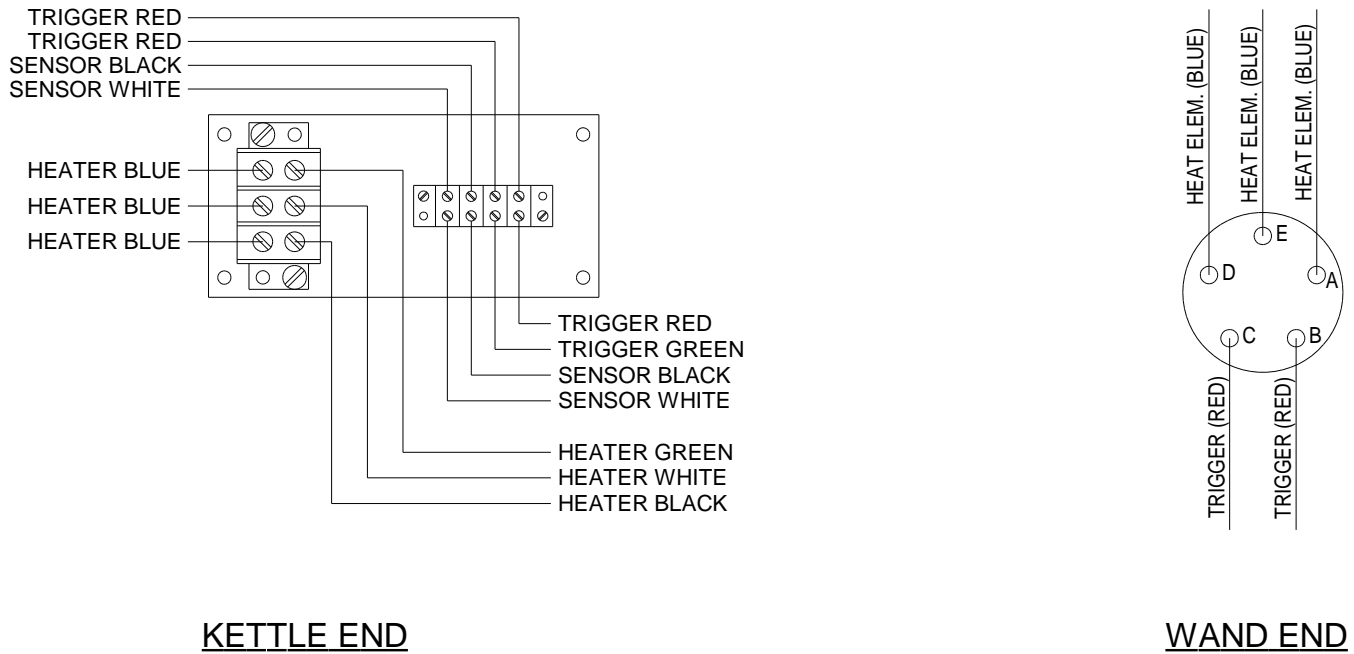 TRIGGER RED
TRIGGER RED
SENSOR BLACK
SENSOR WHITE
HEATER BLUE
HEATER BLUE
HEATER BLUE
TRIGGER RED
TRIGGER GREEN
SENSOR BLACK
SENSOR WHITE
HEATER GREEN
HEATER WHITE
HEATER BLACK
KETTLE END
HEAT ELEM. (BLUE)
HEAT ELEM. (BLUE)
HEAT ELEM. (BLUE)
E
D
A
C
B
TRIGGER (RED)
TRIGGER (RED)
WAND END